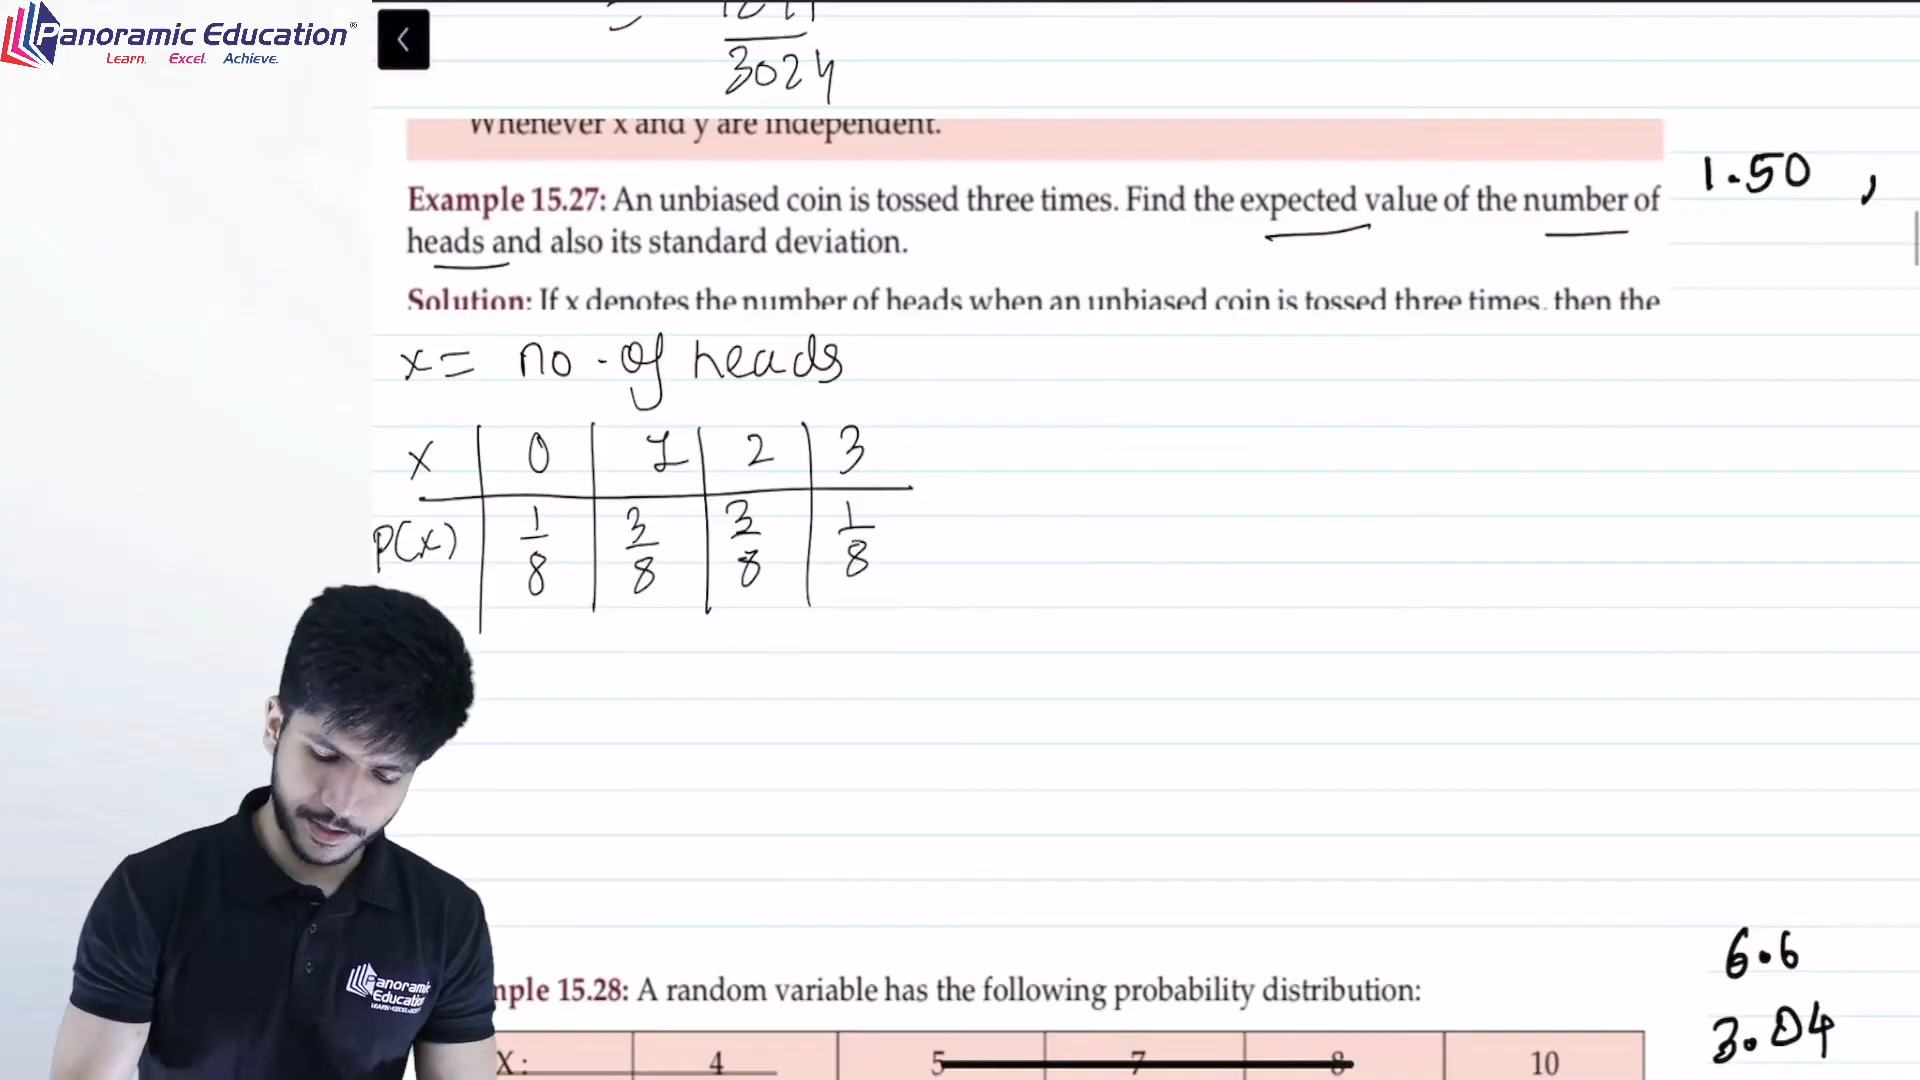 Panoramic Education®
Learn. Excel. Achieve.
3024
Whenever x and y are independent.
Example 15.27: An unbiased coin is tossed three times. Find the expected value of the number of
heads and also its standard deviation.
1.50 ,
Solution: If x denotes the number of heads when an unbiased coin is tossed three times, then the
x = no. of heads
x 0 1 2 3
P(x) 1/8 3/8 3/8 1/8
6.6
3.04
Panoramic
Education
mple 15.28: A random variable has the following probability distribution:
X : 4 5 7 8 10